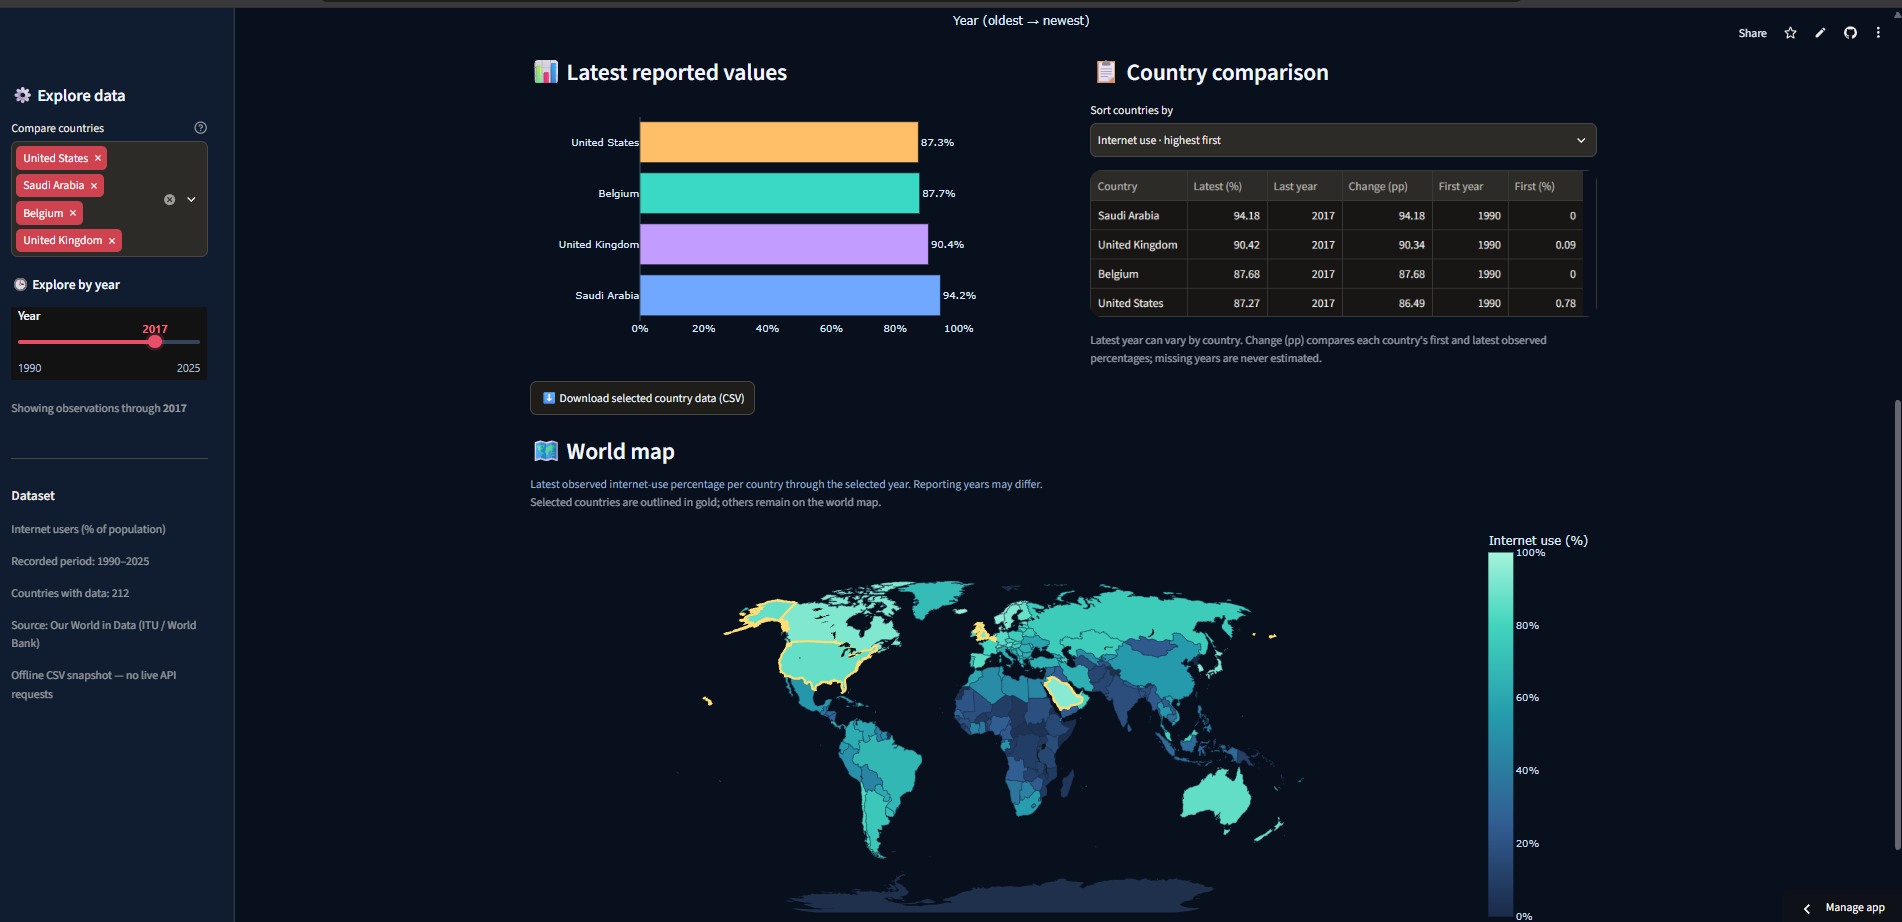 Year (oldest → newest)
Share
Explore data
Compare countries
United States ×
Saudi Arabia ×
Belgium ×
United Kingdom ×
Explore by year
Year
2017
1990 2025
Showing observations through 2017
Dataset
Internet users (% of population)
Recorded period: 1990–2025
Countries with data: 212
Source: Our World in Data (ITU / World
Bank)
Offline CSV snapshot — no live API
requests
Latest reported values
United States 87.3%
Belgium 87.7%
United Kingdom 90.4%
Saudi Arabia 94.2%
0% 20% 40% 60% 80% 100%
Download selected country data (CSV)
Country comparison
Sort countries by
Internet use · highest first
Country Latest (%) Last year Change (pp) First year First (%)
Saudi Arabia 94.18 2017 94.18 1990 0
United Kingdom 90.42 2017 90.34 1990 0.09
Belgium 87.68 2017 87.68 1990 0
United States 87.27 2017 86.49 1990 0.78
Latest year can vary by country. Change (pp) compares each country's first and latest observed
percentages; missing years are never estimated.
World map
Latest observed internet-use percentage per country through the selected year. Reporting years may differ.
Selected countries are outlined in gold; others remain on the world map.
Internet use (%)
100%
80%
60%
40%
20%
0%
Manage app